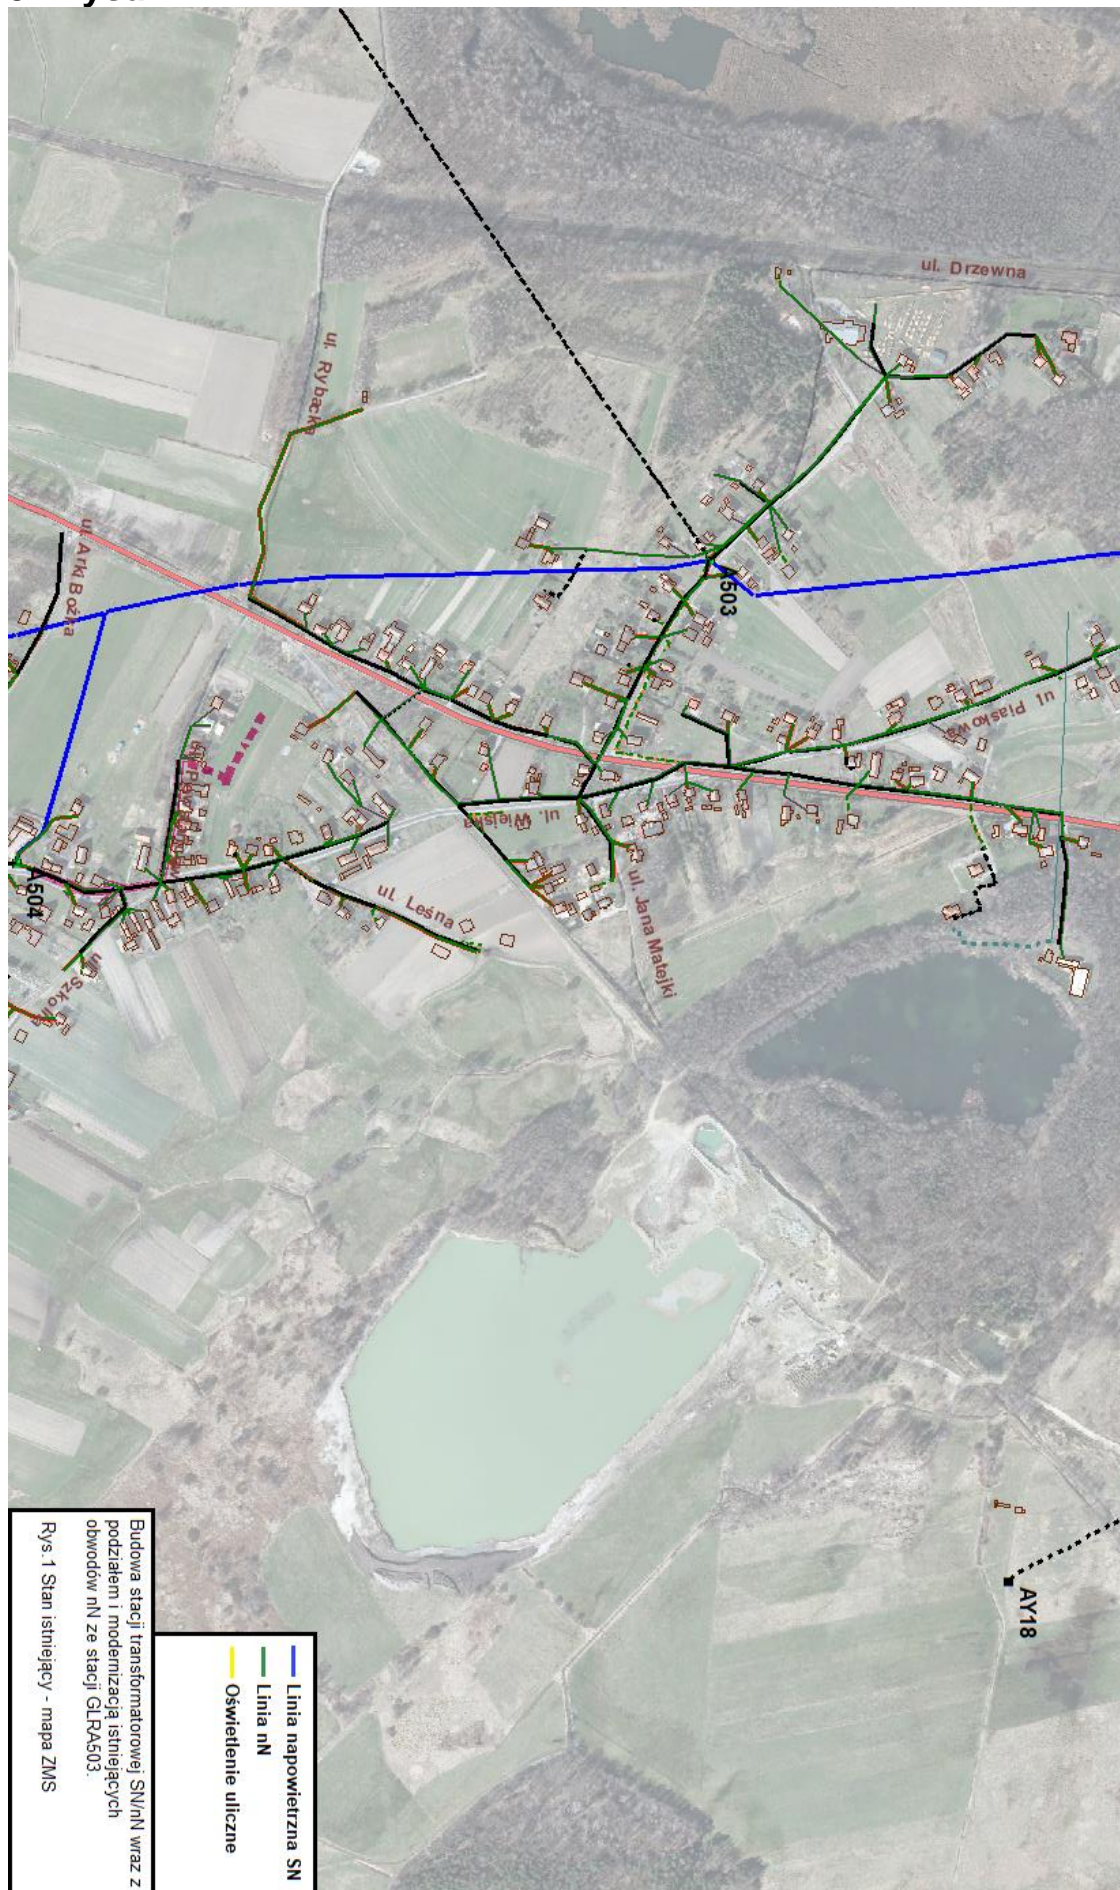 ul. Drzewna
ul. Rybacka
A503
ul. Arki Bożka
ul. Piaskowa
ul. Wiejska
ul. Leśna
ul. Jana Matejki
A504
AY18
Linia napowietrzna SN
Linia nN
Oświetlenie uliczne
Budowa stacji transformatorowej SN/nN wraz z
podziałem i modernizacją istniejących
obwodów nN ze stacji GLRA503.
Rys.1 Stan istniejący - mapa ZMS